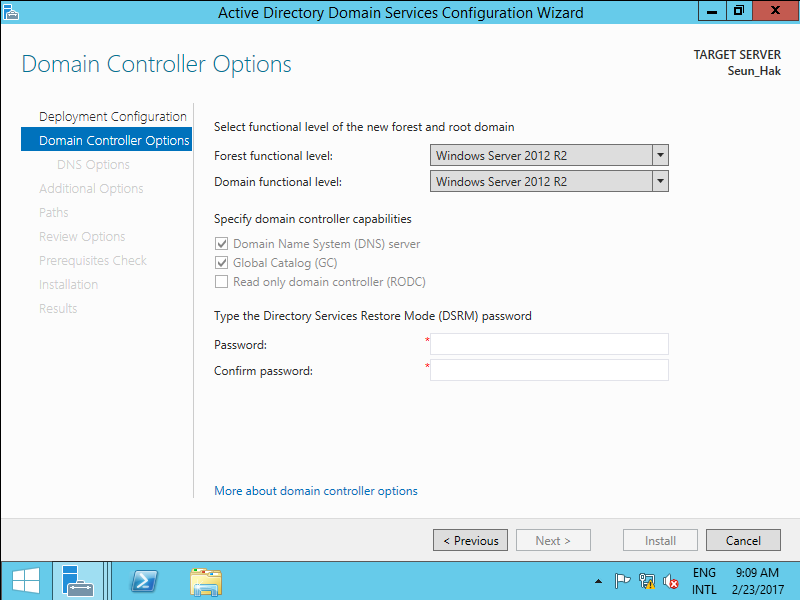 Active Directory Domain Services Configuration Wizard
Domain Controller Options
TARGET SERVER
Seun_Hak
Deployment Configuration
Domain Controller Options
DNS Options
Additional Options
Paths
Review Options
Prerequisites Check
Installation
Results
Select functional level of the new forest and root domain
Forest functional level: Windows Server 2012 R2
Domain functional level: Windows Server 2012 R2
Specify domain controller capabilities
Domain Name System (DNS) server
Global Catalog (GC)
Read only domain controller (RODC)
Type the Directory Services Restore Mode (DSRM) password
Password: *
Confirm password: *
More about domain controller options
< Previous Next > Install Cancel
ENG 9:09 AM
INTL 2/23/2017